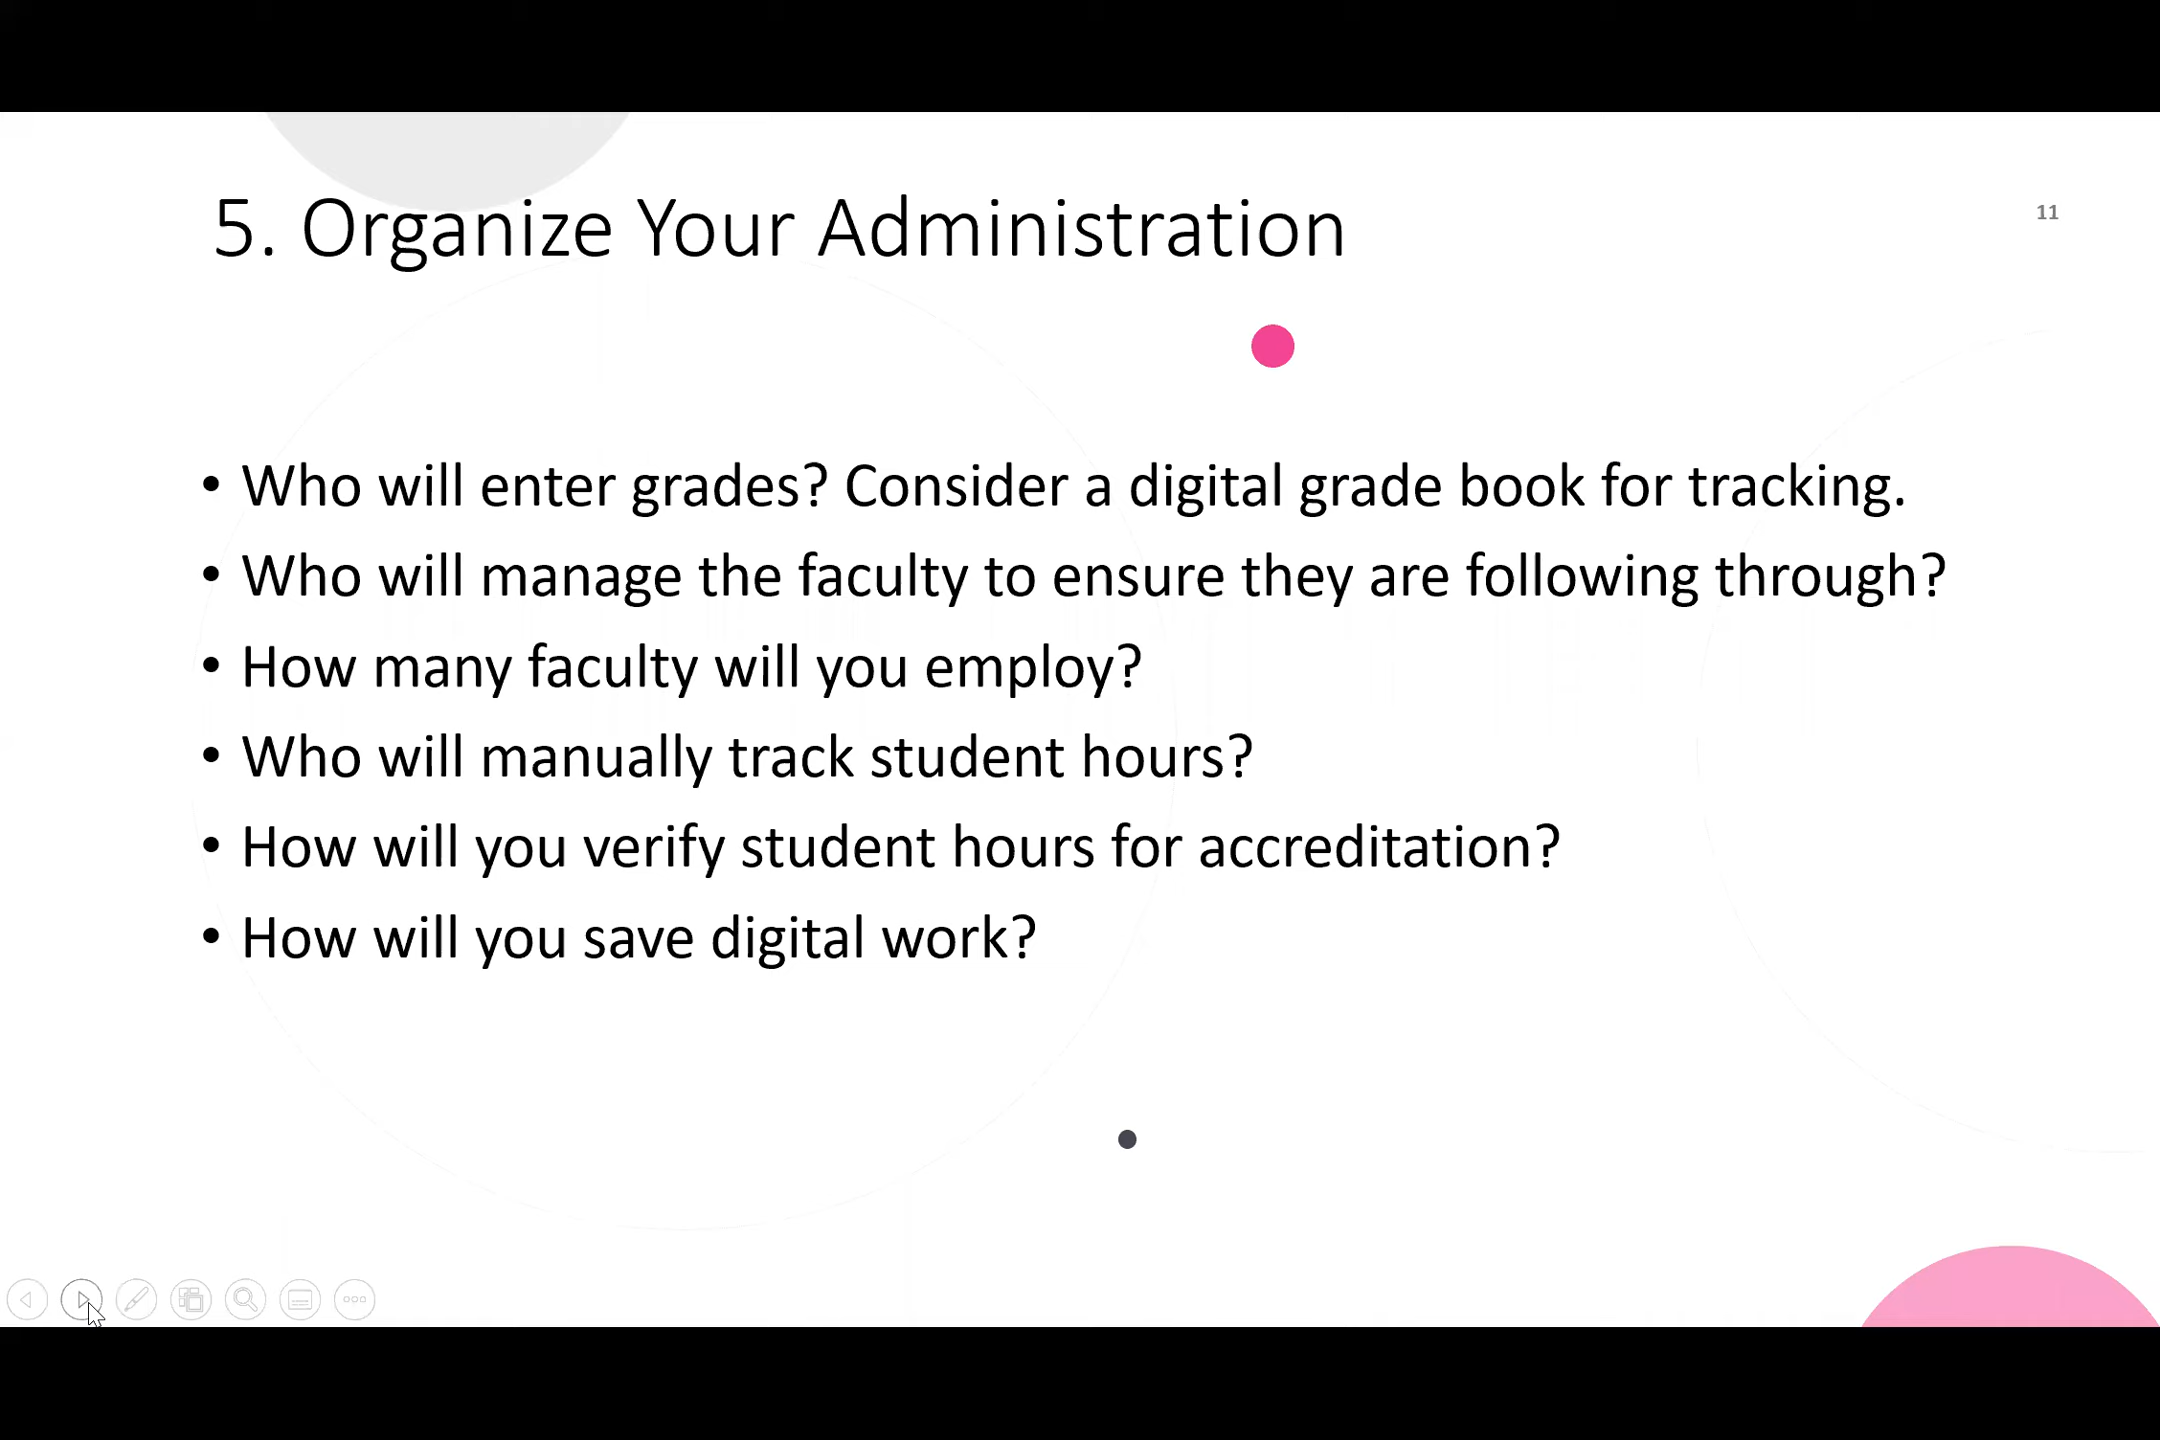 5. Organize Your Administration
11
• Who will enter grades? Consider a digital grade book for tracking.
• Who will manage the faculty to ensure they are following through?
• How many faculty will you employ?
• Who will manually track student hours?
• How will you verify student hours for accreditation?
• How will you save digital work?